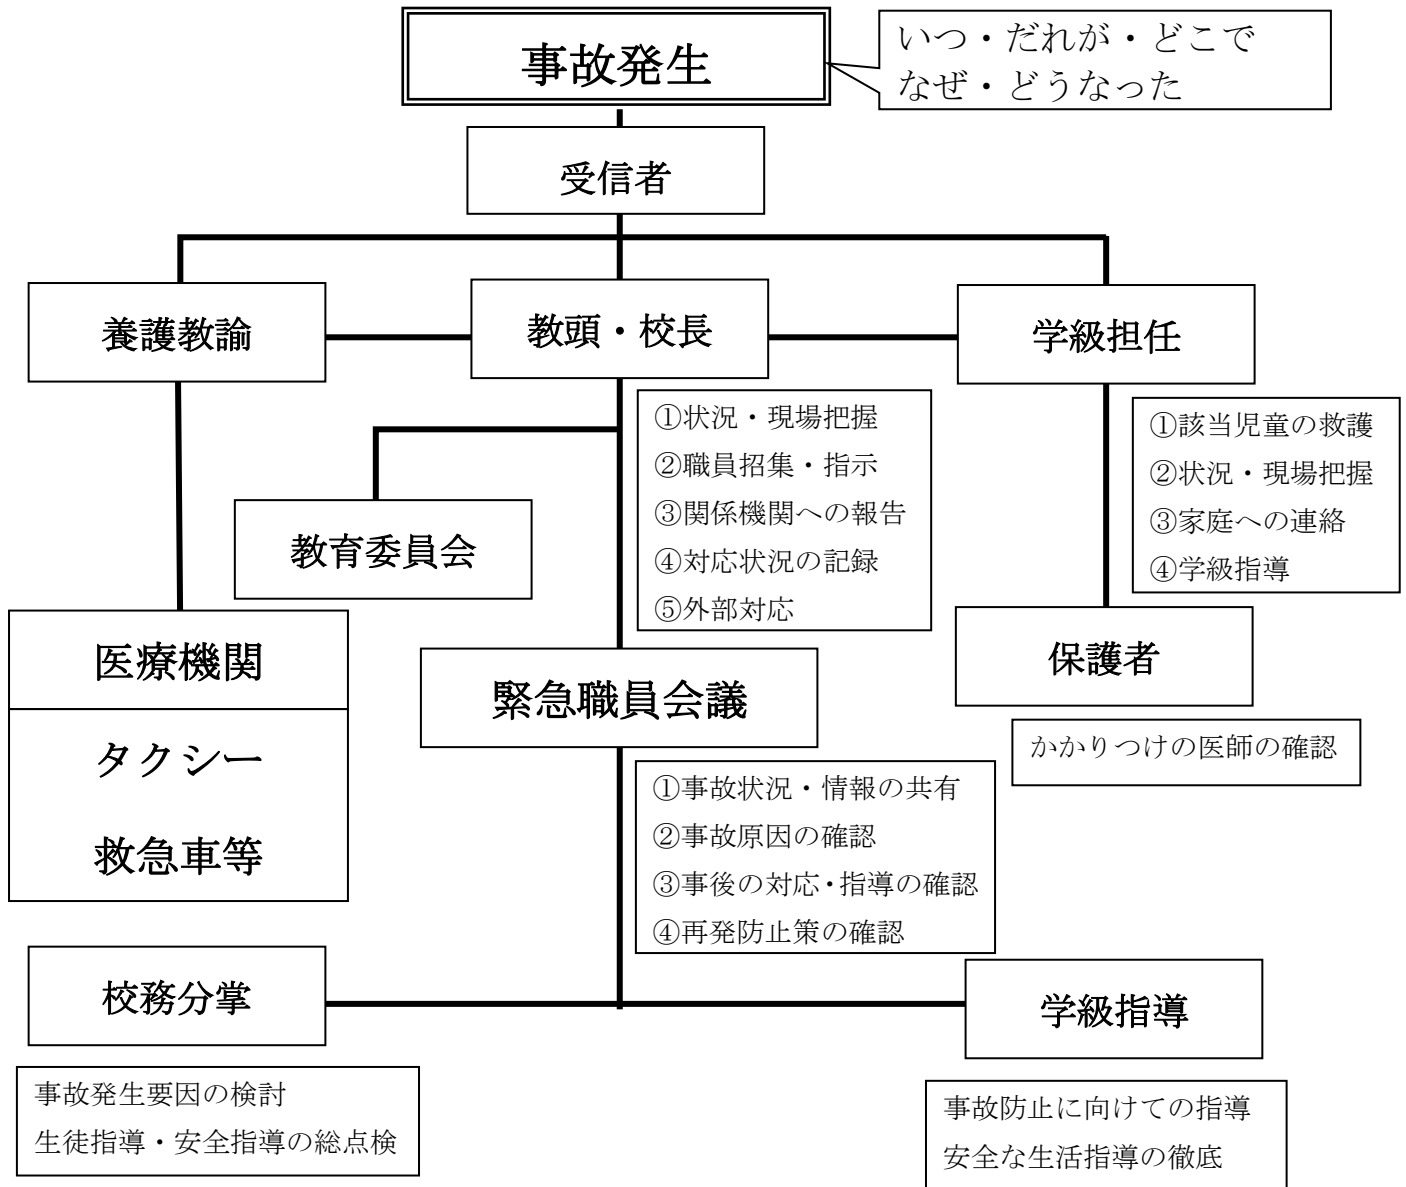 事故発生
いつ・だれが・どこで
なぜ・どうなった
受信者
養護教諭
教頭・校長
学級担任
①状況・現場把握
②職員招集・指示
③関係機関への報告
④対応状況の記録
⑤外部対応
①該当児童の救護
②状況・現場把握
③家庭への連絡
④学級指導
教育委員会
医療機関
タクシー
救急車等
緊急職員会議
保護者
かかりつけの医師の確認
①事故状況・情報の共有
②事故原因の確認
③事後の対応・指導の確認
④再発防止策の確認
校務分掌
学級指導
事故発生要因の検討
生徒指導・安全指導の総点検
事故防止に向けての指導
安全な生活指導の徹底